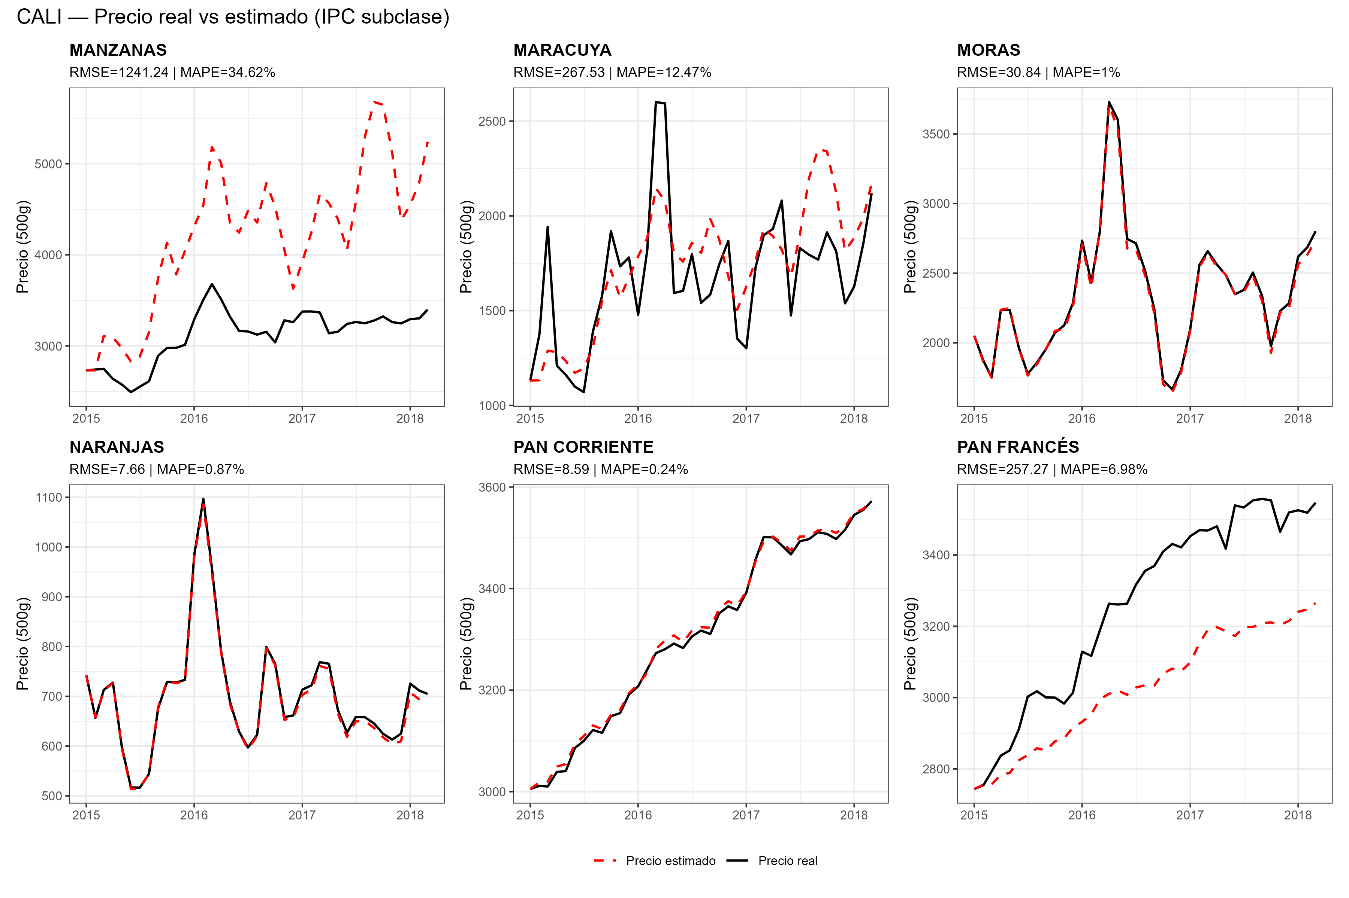 CALI — Precio real vs estimado (IPC subclase)
MANZANAS
RMSE=1241.24 | MAPE=34.62%
Precio (500g)
5000
4000
3000
2015 2016 2017 2018
MARACUYA
RMSE=267.53 | MAPE=12.47%
Precio (500g)
2500
2000
1500
1000
2015 2016 2017 2018
MORAS
RMSE=30.84 | MAPE=1%
Precio (500g)
3500
3000
2500
2000
2015 2016 2017 2018
NARANJAS
RMSE=7.66 | MAPE=0.87%
Precio (500g)
1100
1000
900
800
700
600
500
2015 2016 2017 2018
PAN CORRIENTE
RMSE=8.59 | MAPE=0.24%
Precio (500g)
3600
3400
3200
3000
2015 2016 2017 2018
PAN FRANCÉS
RMSE=257.27 | MAPE=6.98%
Precio (500g)
3400
3200
3000
2800
2015 2016 2017 2018
Precio estimado Precio real